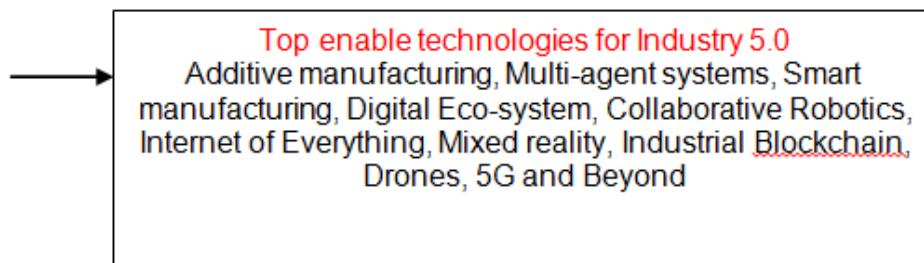 Top enable technologies for Industry 5.0
Additive manufacturing, Multi-agent systems, Smart
manufacturing, Digital Eco-system, Collaborative Robotics,
Internet of Everything, Mixed reality, Industrial Blockchain,
Drones, 5G and Beyond